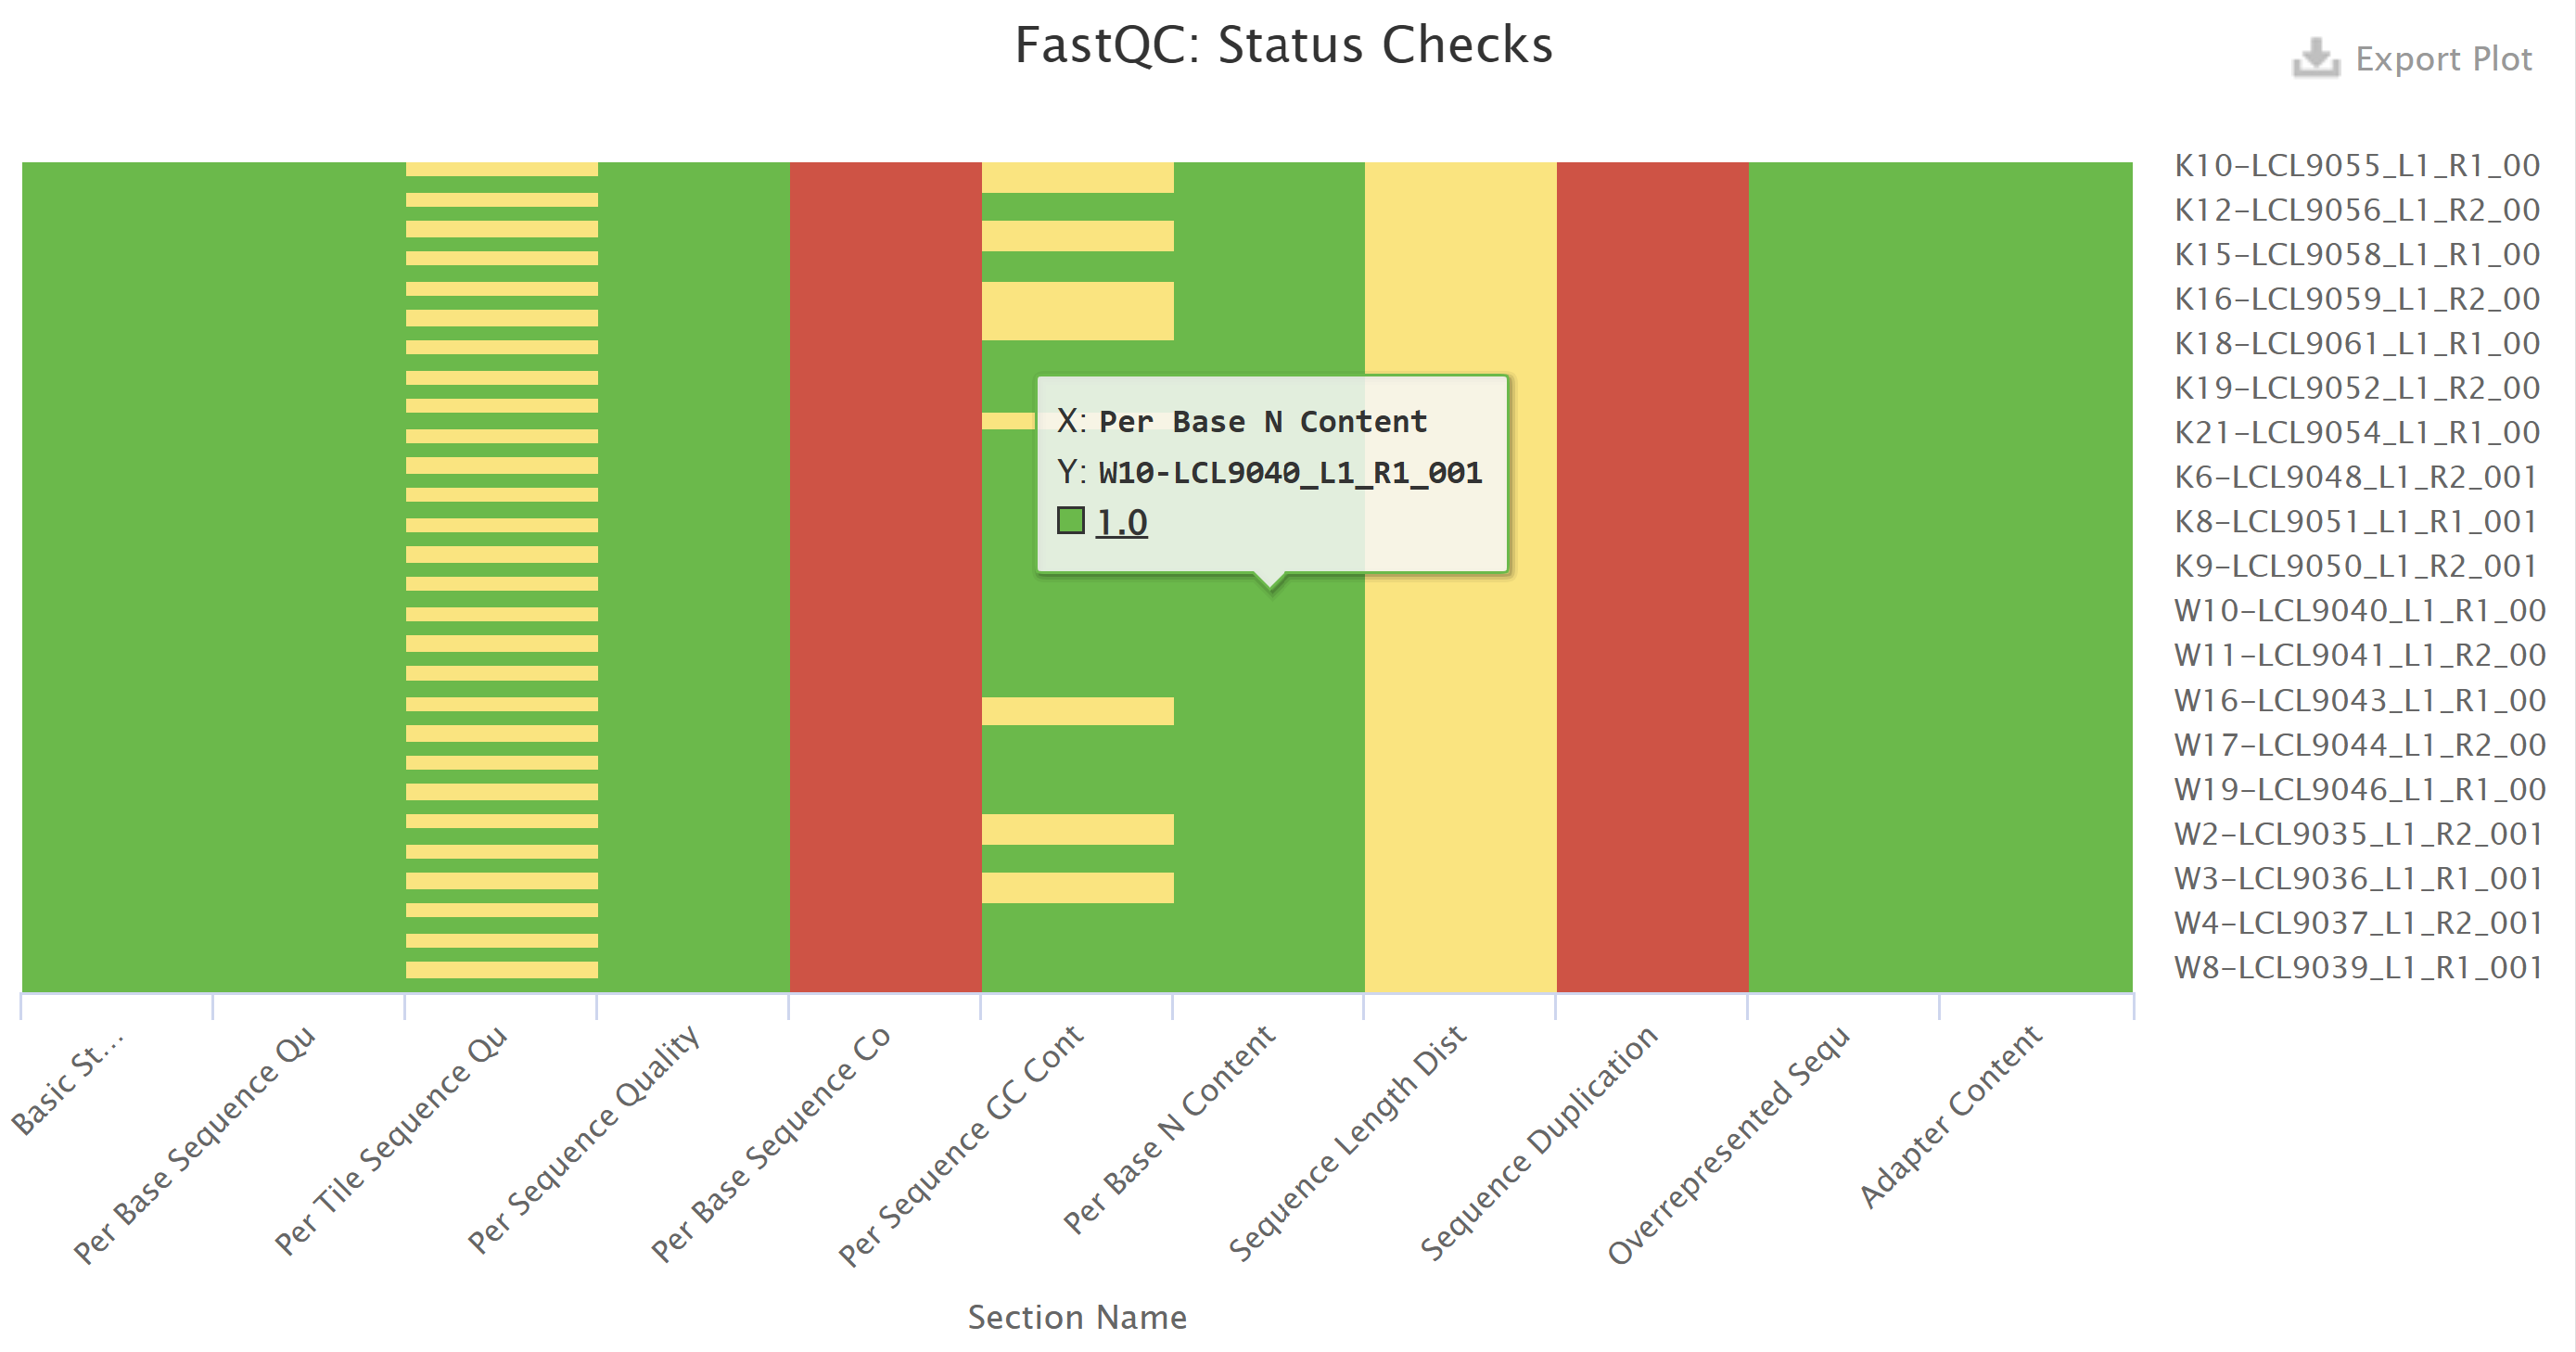 FastQC: Status Checks
Export Plot
K10-LCL9055_L1_R1_00
K12-LCL9056_L1_R2_00
K15-LCL9058_L1_R1_00
K16-LCL9059_L1_R2_00
K18-LCL9061_L1_R1_00
K19-LCL9052_L1_R2_00
K21-LCL9054_L1_R1_00
K6-LCL9048_L1_R2_001
K8-LCL9051_L1_R1_001
K9-LCL9050_L1_R2_001
W10-LCL9040_L1_R1_00
W11-LCL9041_L1_R2_00
W16-LCL9043_L1_R1_00
W17-LCL9044_L1_R2_00
W19-LCL9046_L1_R1_00
W2-LCL9035_L1_R2_001
W3-LCL9036_L1_R1_001
W4-LCL9037_L1_R2_001
W8-LCL9039_L1_R1_001
X: Per Base N Content
Y: W10-LCL9040_L1_R1_001
1.0
Basic St...
Per Base Sequence Qu
Per Tile Sequence Qu
Per Sequence Quality
Per Base Sequence Co
Per Sequence GC Cont
Per Base N Content
Sequence Length Dist
Sequence Duplication
Overrepresented Sequ
Adapter Content
Section Name